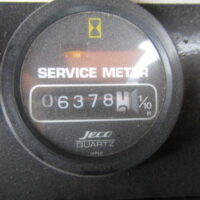 SERVICE METER
06378 1/10
H
Jeco
QUARTZ